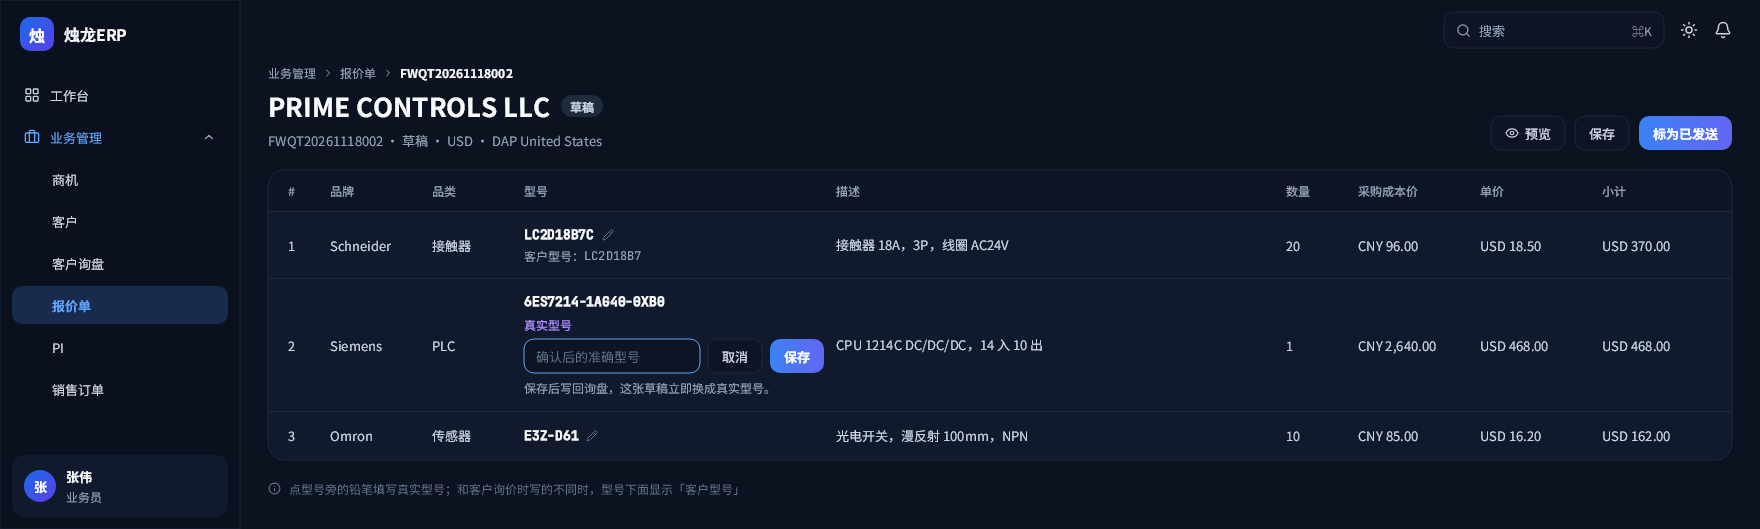 烛 烛龙ERP
搜索 ⌘K
工作台
业务管理
商机
客户
客户询盘
报价单
PI
销售订单
张 张伟
业务员
业务管理 > 报价单 > FWQT20261118002
PRIME CONTROLS LLC 草稿
FWQT20261118002 • 草稿 • USD • DAP United States
预览 保存 标为已发送
# 品牌 品类 型号 描述 数量 采购成本价 单价 小计
1 Schneider 接触器 LC2D18B7C 接触器 18A，3P，线圈 AC24V 20 CNY 96.00 USD 18.50 USD 370.00
客户型号：LC2D18B7
2 Siemens PLC 6ES7214-1AG40-0XB0 CPU 1214C DC/DC/DC，14 入 10 出 1 CNY 2,640.00 USD 468.00 USD 468.00
真实型号
确认后的准确型号 取消 保存
保存后写回询盘，这张草稿立即换成真实型号。
3 Omron 传感器 E3Z-D61 光电开关，漫反射 100mm，NPN 10 CNY 85.00 USD 16.20 USD 162.00
点型号旁的铅笔填写真实型号；和客户询价时写的不同时，型号下面显示「客户型号」